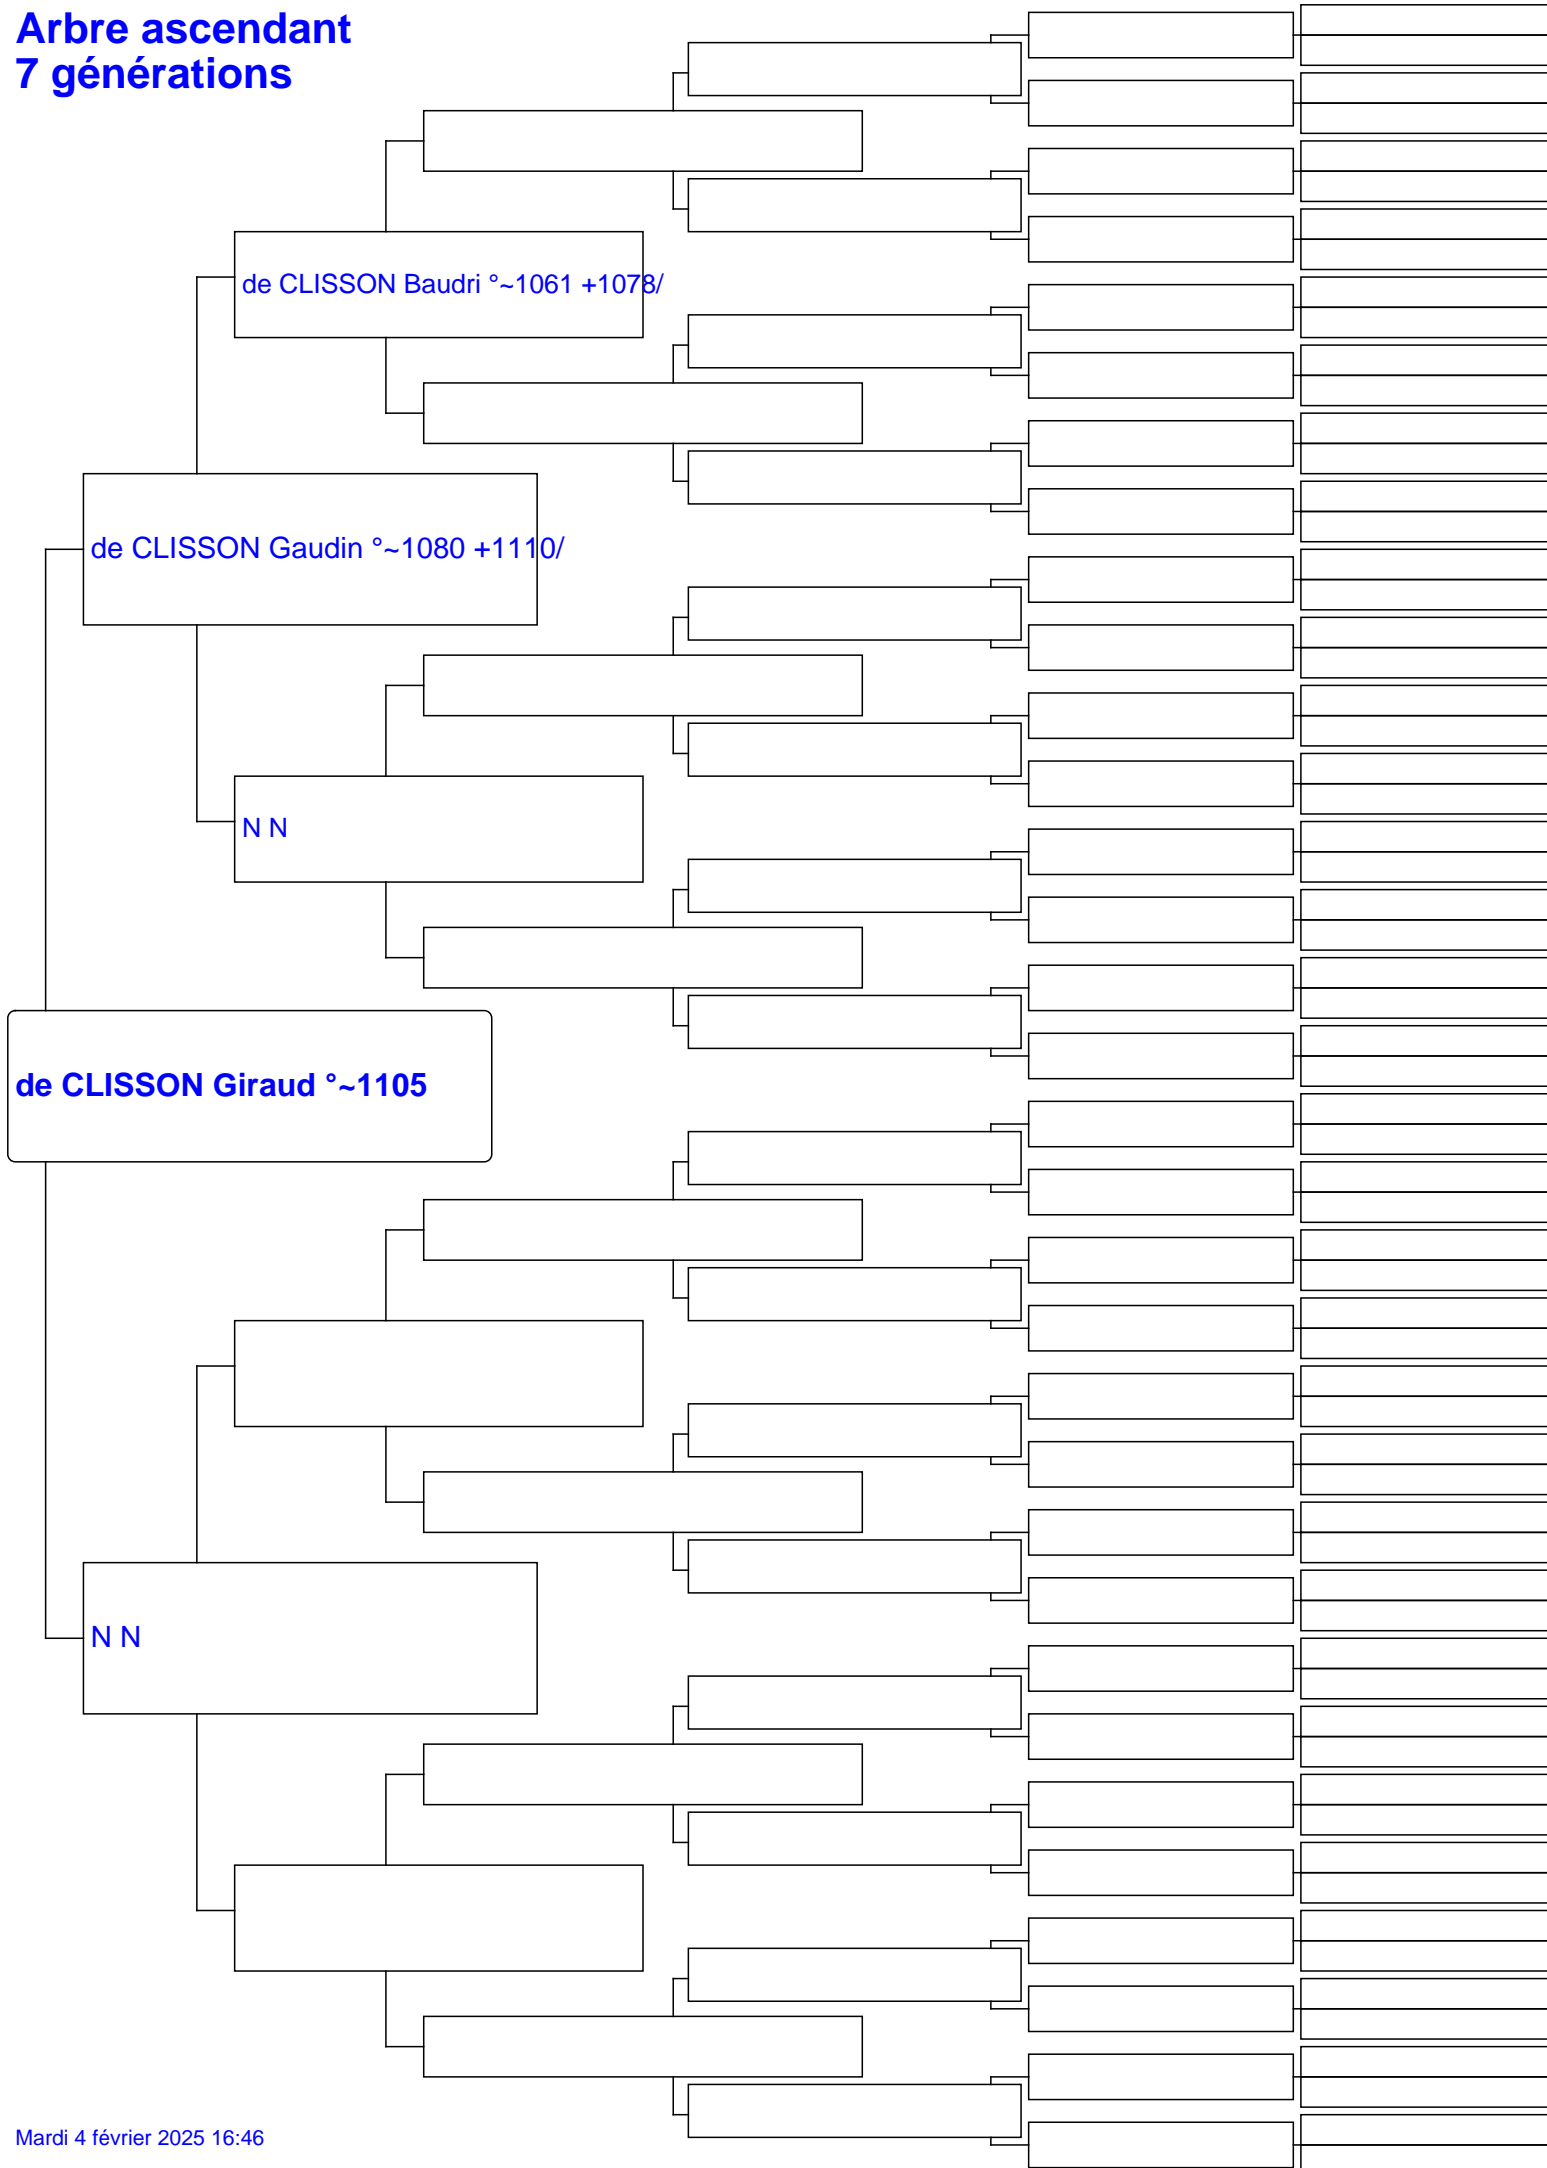 Arbre ascendant
7 générations
de CLISSON Baudri °~1061 +1078/
de CLISSON Gaudin °~1080 +1110/
N N
de CLISSON Giraud °~1105
N N
Mardi 4 février 2025 16:46